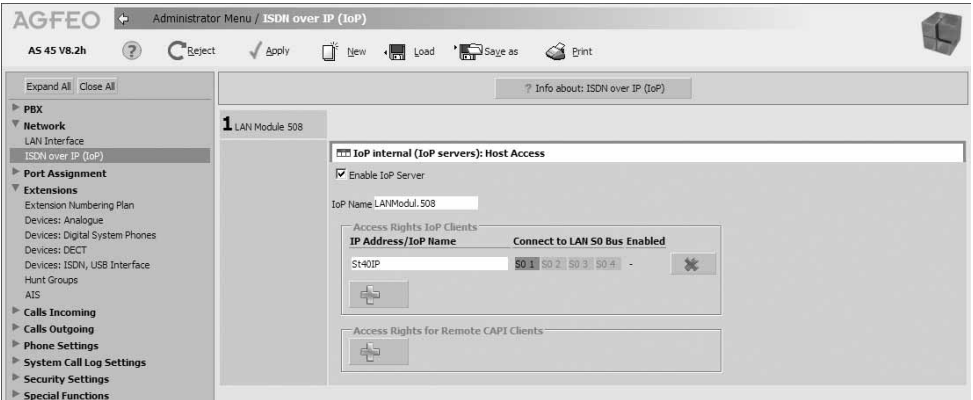 AGFEO Administrator Menu / ISDN over IP (IoP)
AS 45 V8.2h ? Reject Apply New Load Save as Print
Expand All Close All
? Info about: ISDN over IP (IoP)
PBX
Network
LAN Interface
ISDN over IP (IoP)
Port Assignment
Extensions
Extension Numbering Plan
Devices: Analogue
Devices: Digital System Phones
Devices: DECT
Devices: ISDN, USB Interface
Hunt Groups
AIS
Calls Incoming
Calls Outgoing
Phone Settings
System Call Log Settings
Security Settings
Special Functions
1 LAN Module 508
IoP internal (IoP servers): Host Access
Enable IoP Server
IoP Name LANModul.508
Access Rights IoP Clients
IP Address/IoP Name Connect to LAN S0 Bus Enabled
St40IP S0 1 S0 2 S0 3 S0 4 -
Access Rights for Remote CAPI Clients